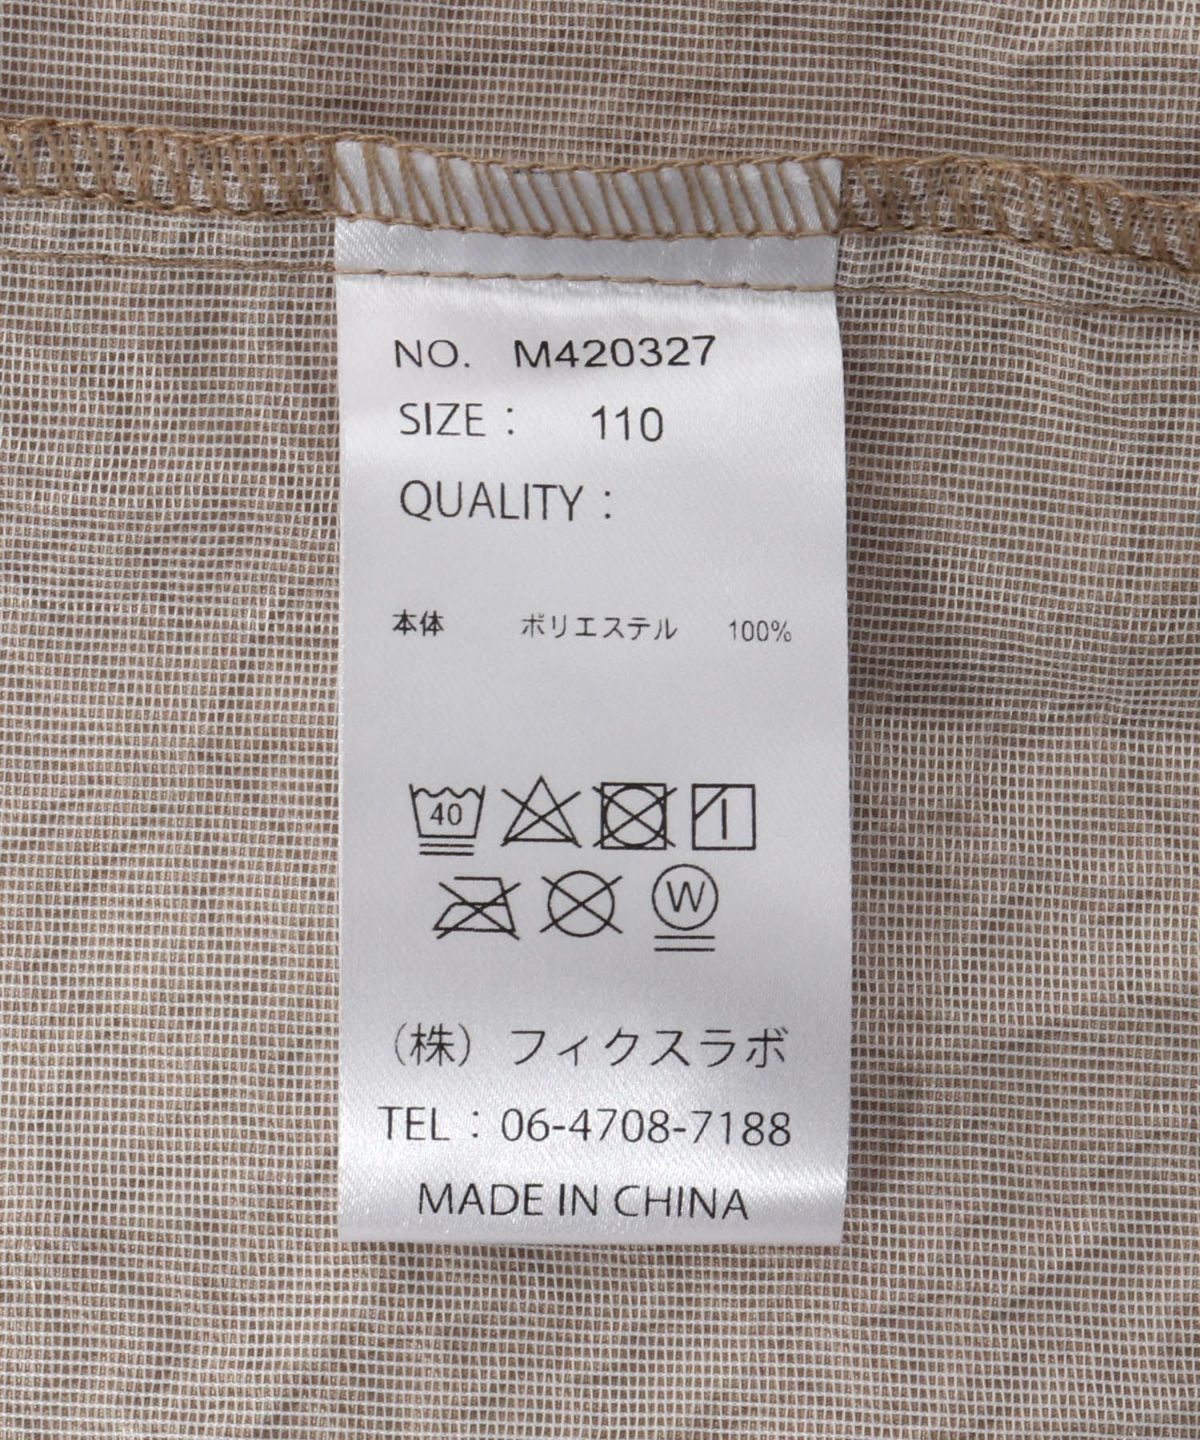 NO. M420327
SIZE : 110
QUALITY :
本体 ポリエステル 100%
40
W
(株) フィクスラボ
TEL : 06-4708-7188
MADE IN CHINA